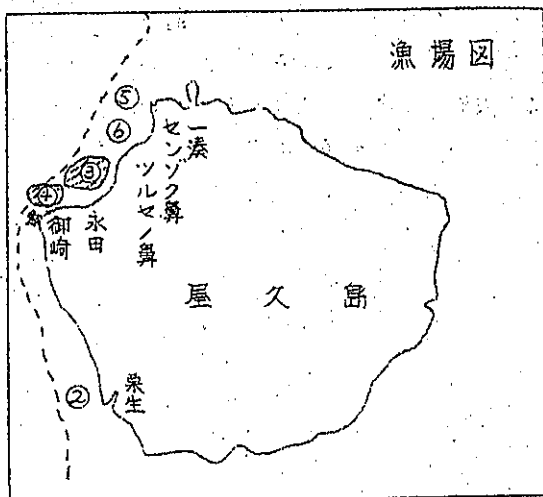 漁場図
⑤
⑥
③
④
②
一湊
センゾク鼻
ツルセノ鼻
永田
御崎
屋久島
栗生